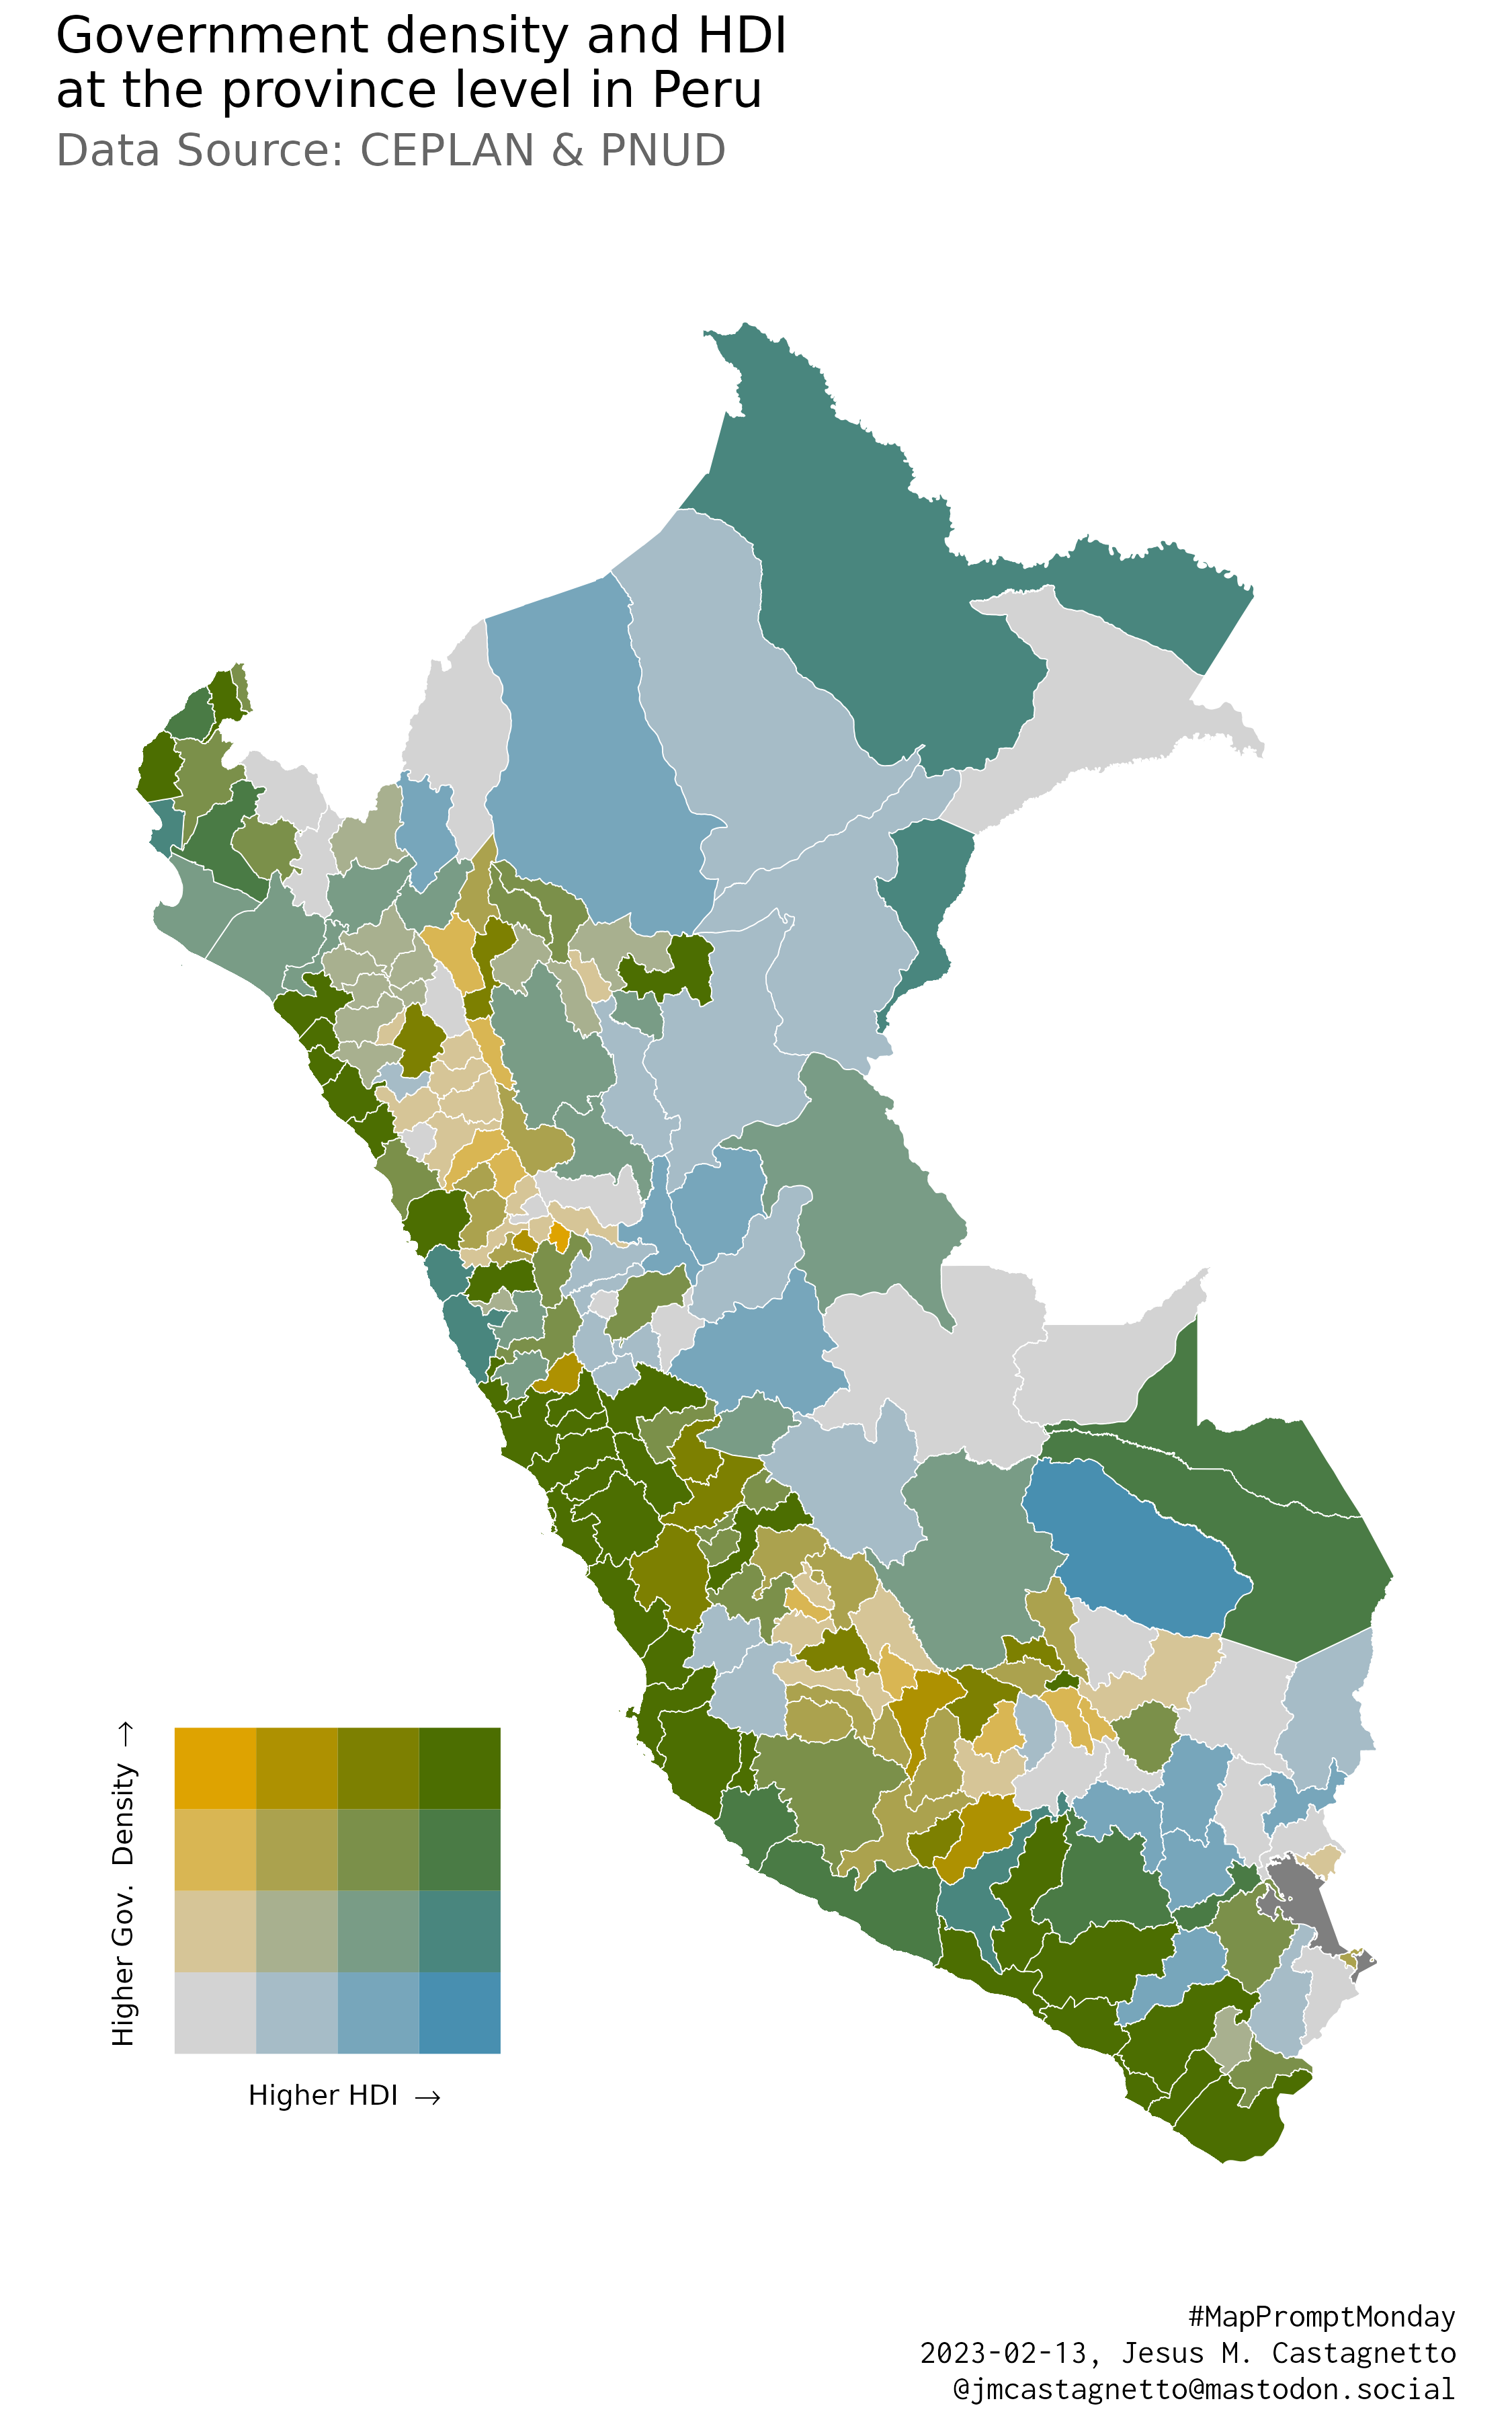 Government density and HDI
at the province level in Peru
Data Source: CEPLAN & PNUD
Higher Gov. Density →
Higher HDI →
#MapPromptMonday
2023-02-13, Jesus M. Castagnetto
@jmcastagnetto@mastodon.social